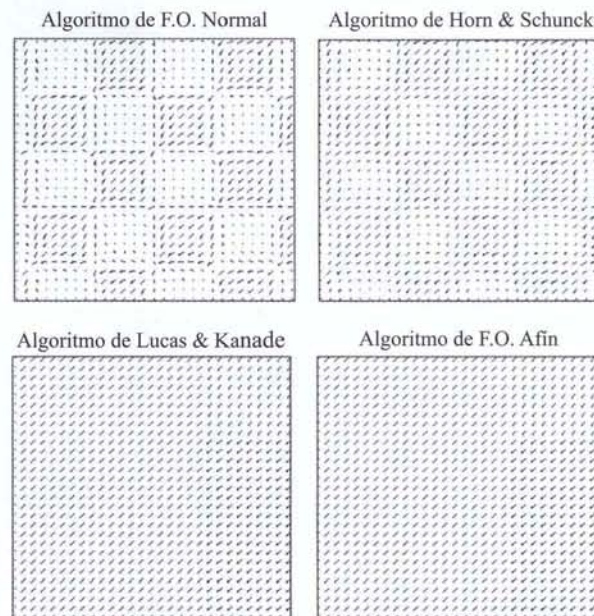 Algoritmo de F.O. Normal
Algoritmo de Horn & Schunck
Algoritmo de Lucas & Kanade
Algoritmo de F.O. Afín